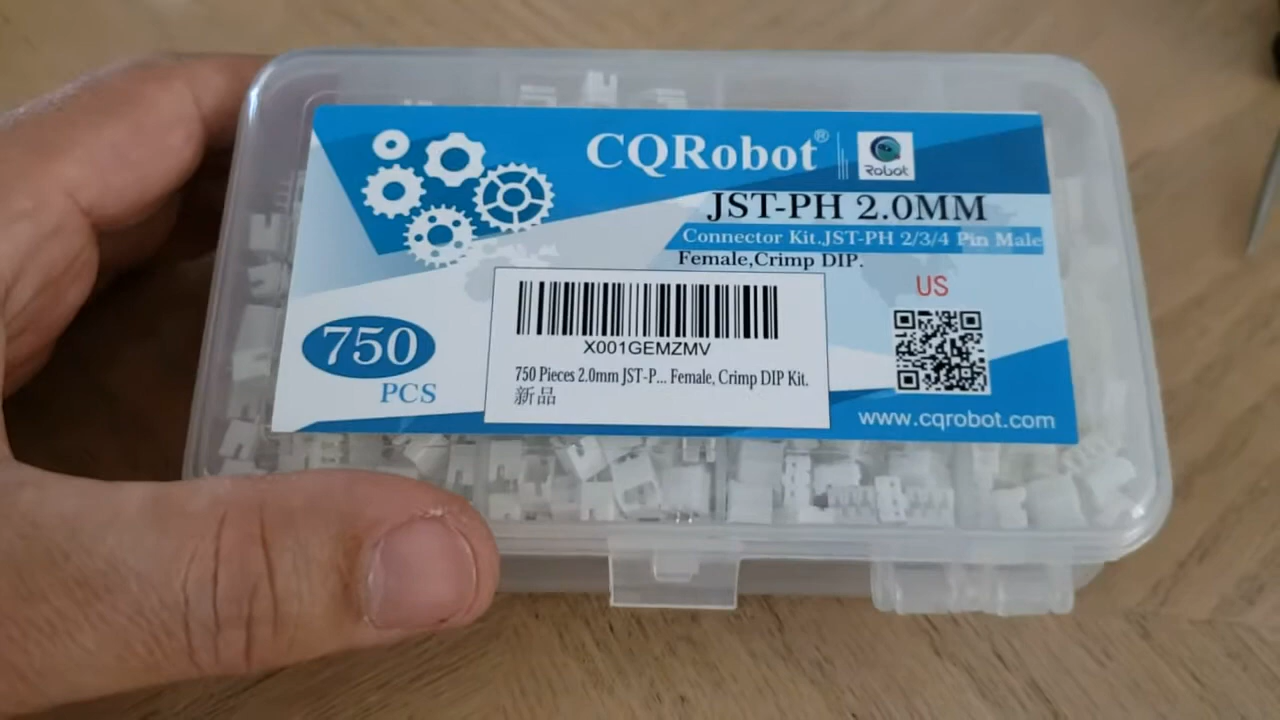 CQRobot®
Robot
JST-PH 2.0MM
Connector Kit.JST-PH 2/3/4 Pin Male
Female,Crimp DIP.
US
750
PCS
X001GEMZMV
750 Pieces 2.0mm JST-P... Female, Crimp DIP Kit.
新品
www.cqrobot.com